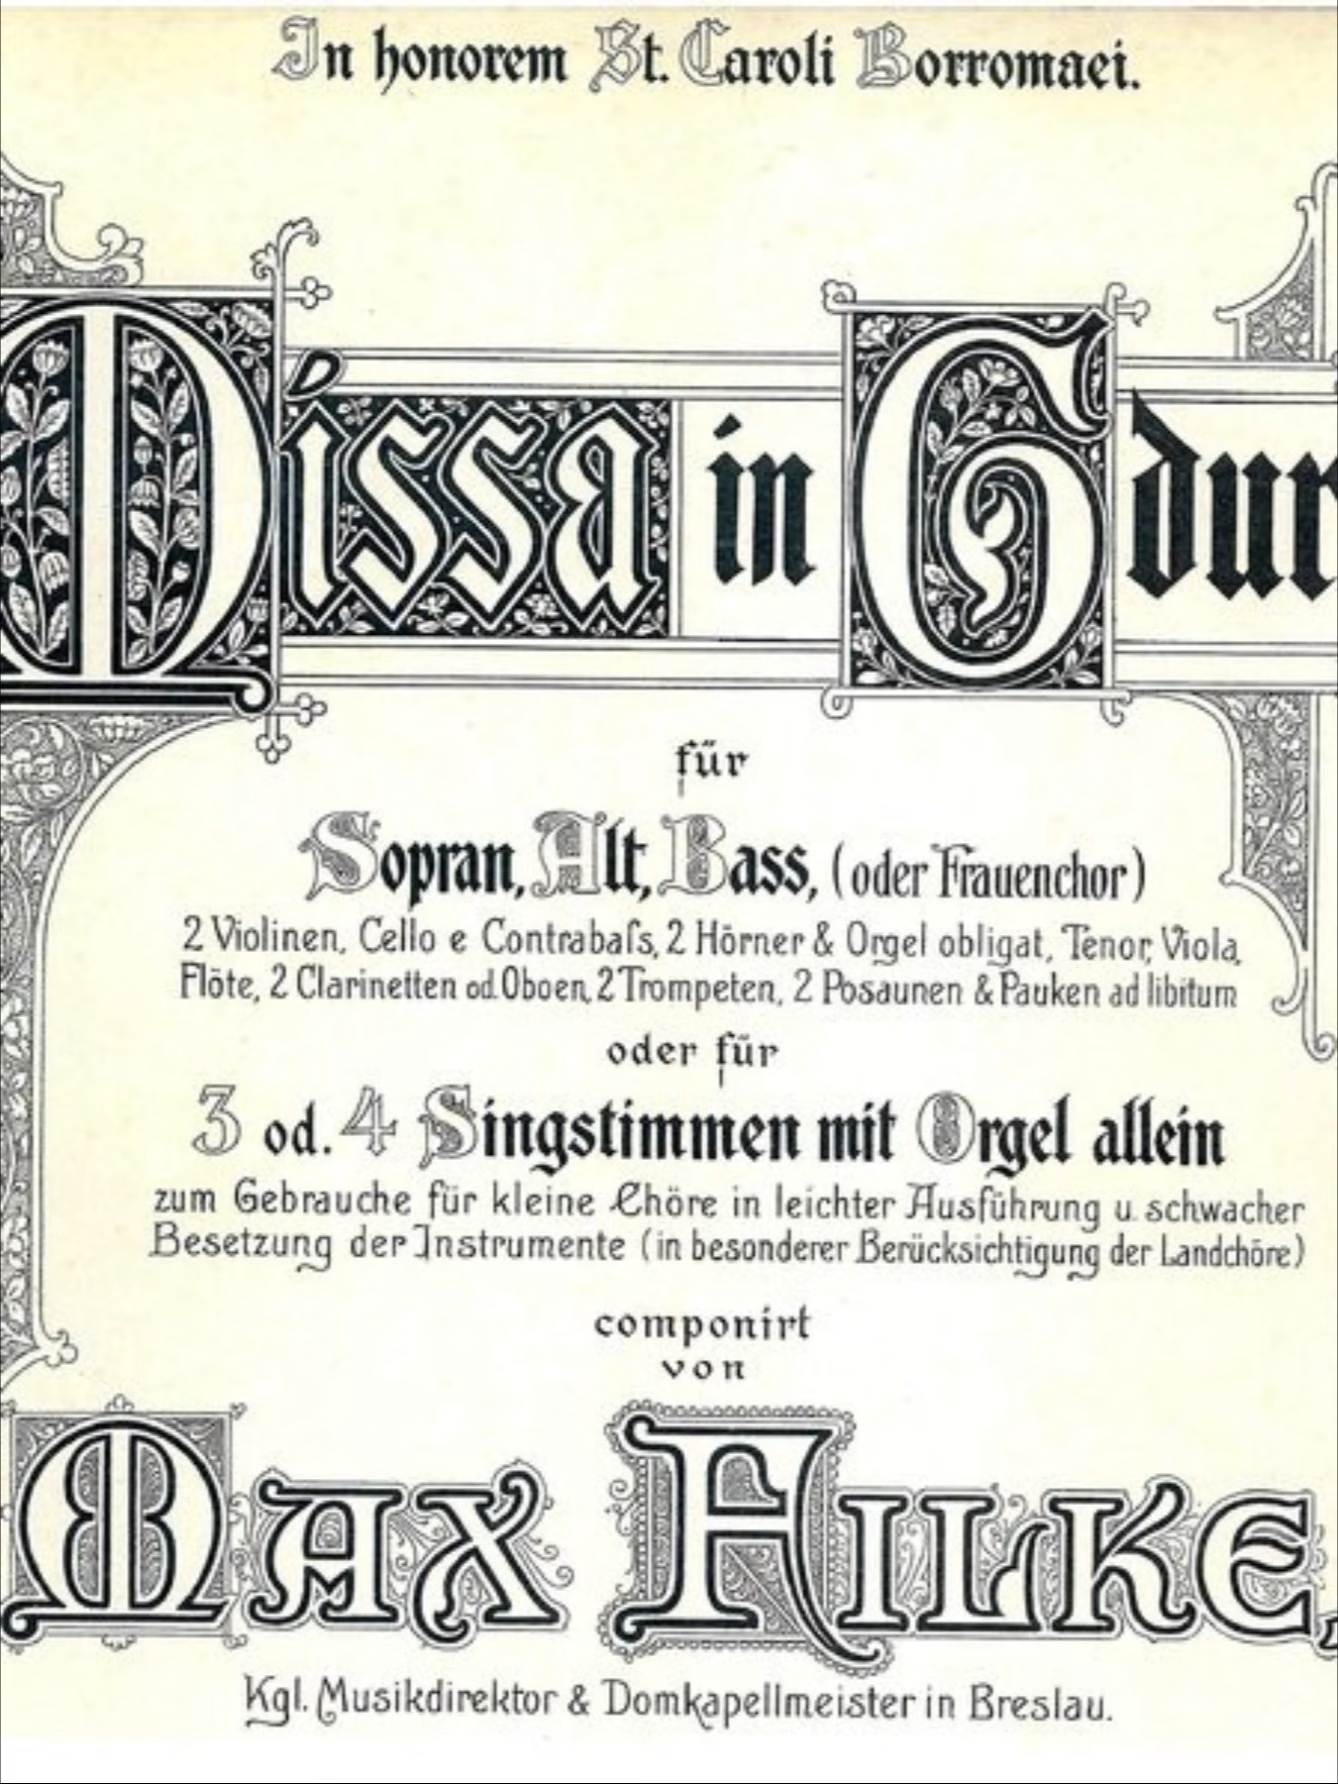 In honorem St. Caroli Borromaei.
Missa in G dur
für
Sopran, Alt, Bass, (oder Frauenchor)
2 Violinen, Cello e Contrabaſs, 2 Hörner & Orgel obligat, Tenor, Viola,
Flöte, 2 Clarinetten od. Oboen, 2 Trompeten, 2 Posaunen & Pauken ad libitum
oder für
3 od. 4 Singstimmen mit Orgel allein
zum Gebrauche für kleine Chöre in leichter Ausführung u. schwacher
Besetzung der Instrumente (in besonderer Berücksichtigung der Landchöre)
componirt
von
MAX FILKE,
Kgl. Musikdirektor & Domkapellmeister in Breslau.